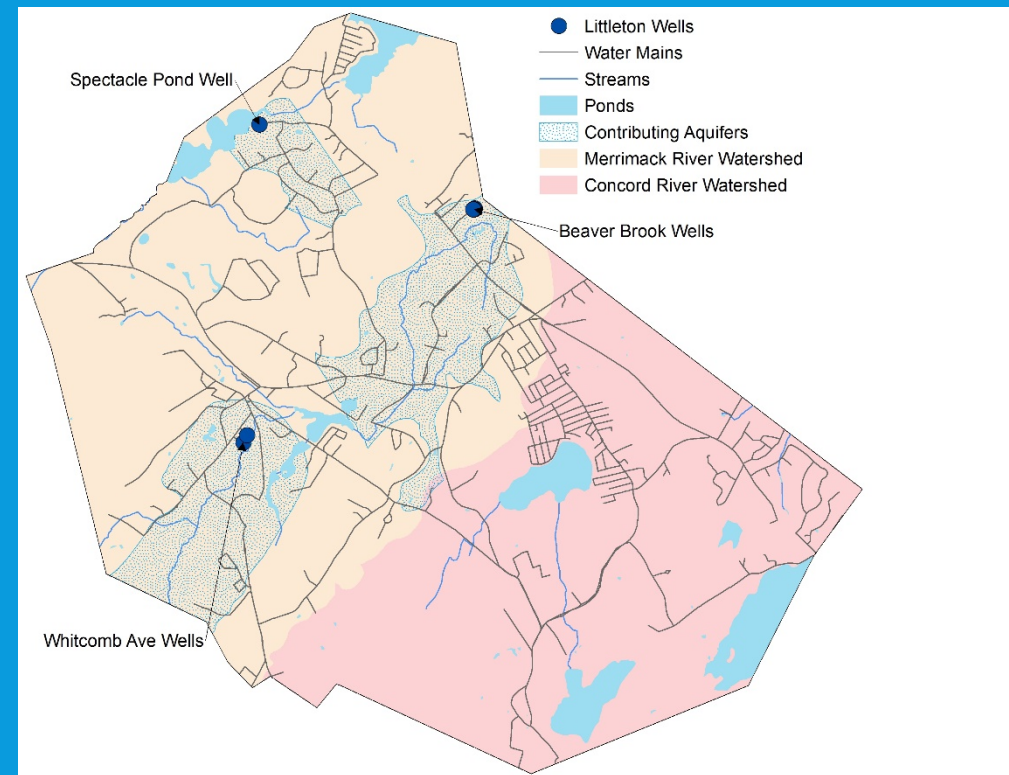 Littleton Wells
Water Mains
Streams
Ponds
Contributing Aquifers
Merrimack River Watershed
Concord River Watershed
Spectacle Pond Well
Beaver Brook Wells
Whitcomb Ave Wells